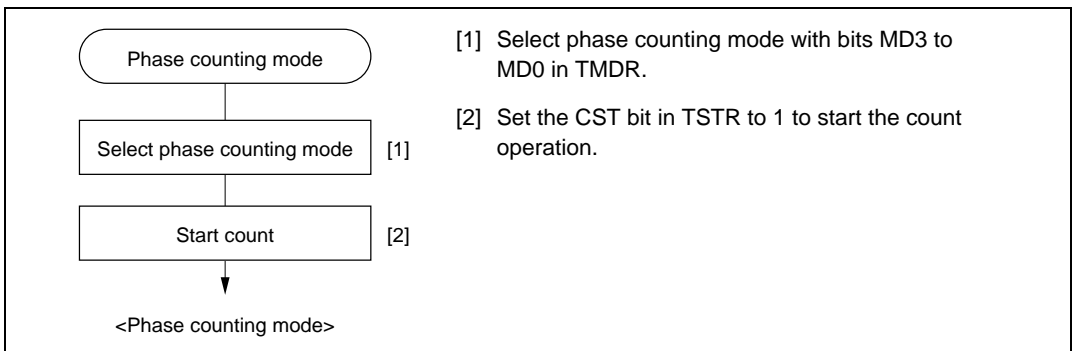 Phase counting mode
Select phase counting mode [1]
Start count [2]
<Phase counting mode>
[1] Select phase counting mode with bits MD3 to
MD0 in TMDR.
[2] Set the CST bit in TSTR to 1 to start the count
operation.